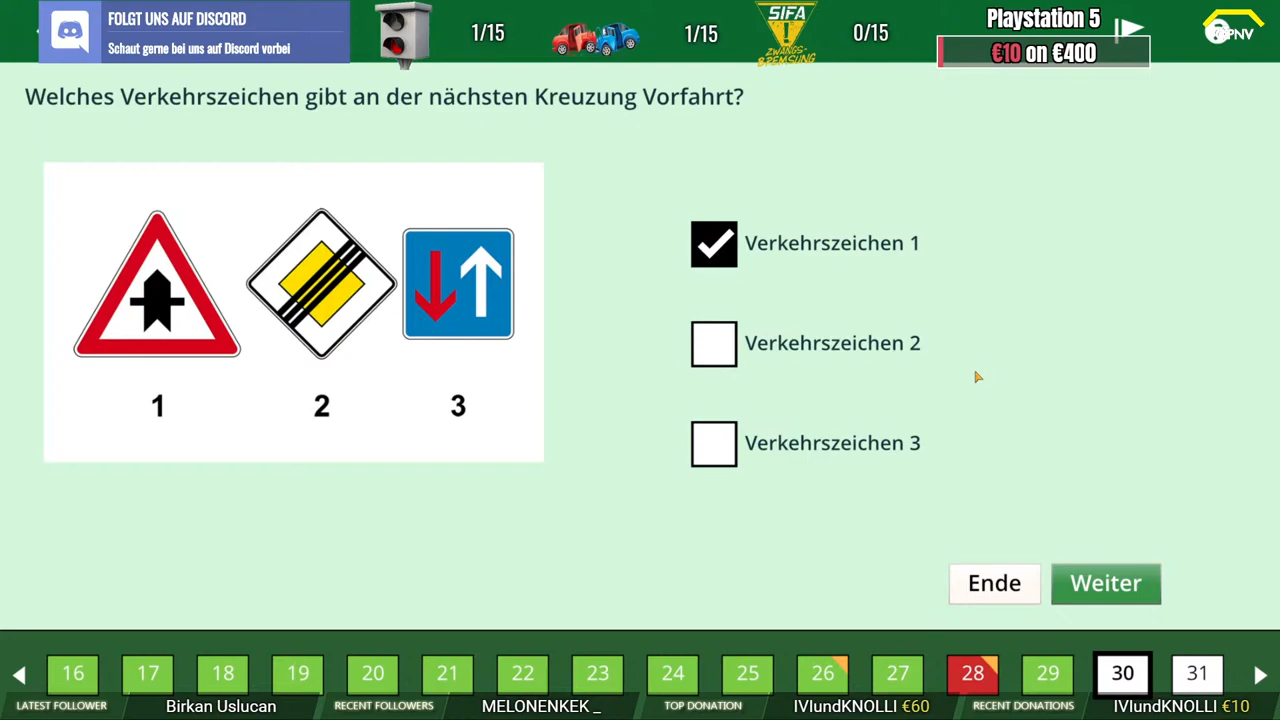 FOLGT UNS AUF DISCORD
Schaut gerne bei uns auf Discord vorbei
1/15
1/15
SIFA
ZWANGS-
BREMSUNG
0/15
Playstation 5
€10 on €400
ÖPNV
Welches Verkehrszeichen gibt an der nächsten Kreuzung Vorfahrt?
1
2
3
Verkehrszeichen 1
Verkehrszeichen 2
Verkehrszeichen 3
Ende
Weiter
16
17
18
19
20
21
22
23
24
25
26
27
28
29
30
31
LATEST FOLLOWER
Birkan Uslucan
RECENT FOLLOWERS
MELONENKEK _
TOP DONATION
IVIundKNOLLI €60
RECENT DONATIONS
IVIundKNOLLI €10